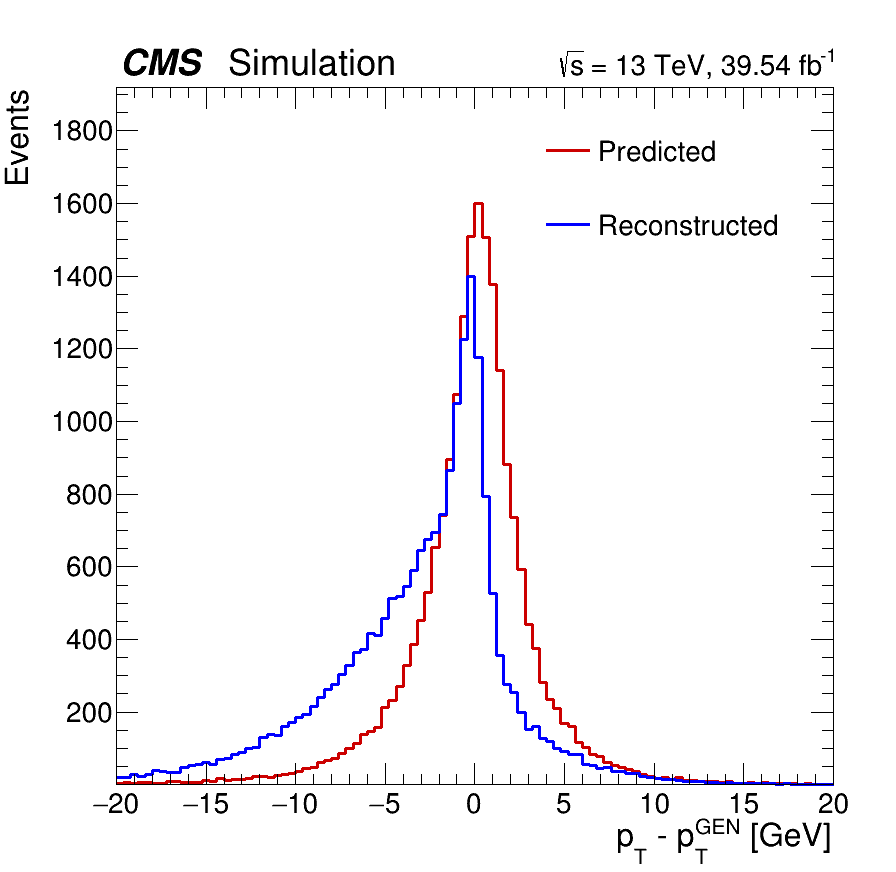 CMS Simulation
√s = 13 TeV, 39.54 fb⁻¹
Events
Predicted
Reconstructed
1800
1600
1400
1200
1000
800
600
400
200
−20 −15 −10 −5 0 5 10 15 20
p_T - p_T^GEN [GeV]